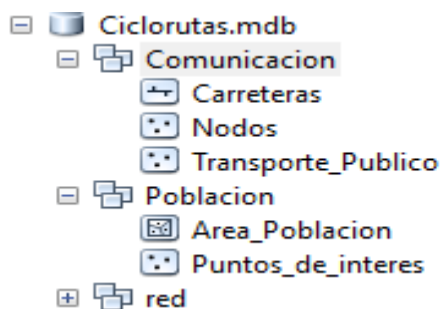 Ciclorutas.mdb
Comunicacion
Carreteras
Nodos
Transporte_Publico
Poblacion
Area_Poblacion
Puntos_de_interes
red